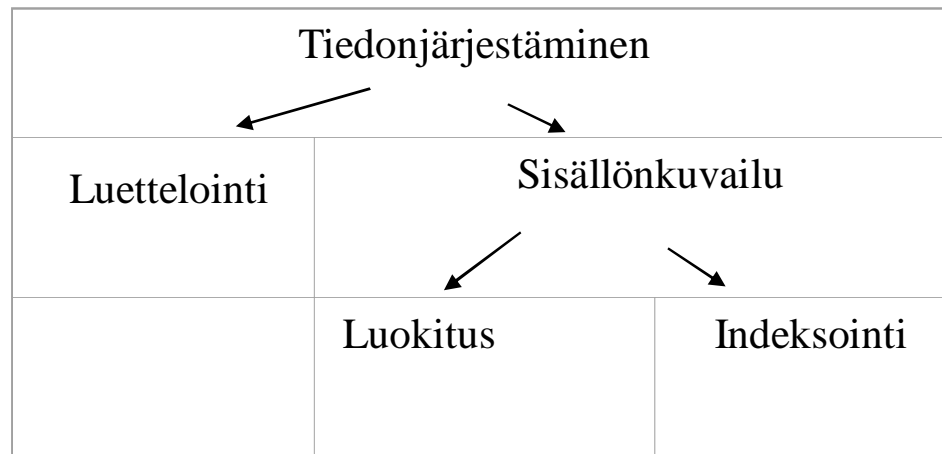 Tiedonjärjestäminen
Luettelointi
Sisällönkuvailu
Luokitus
Indeksointi